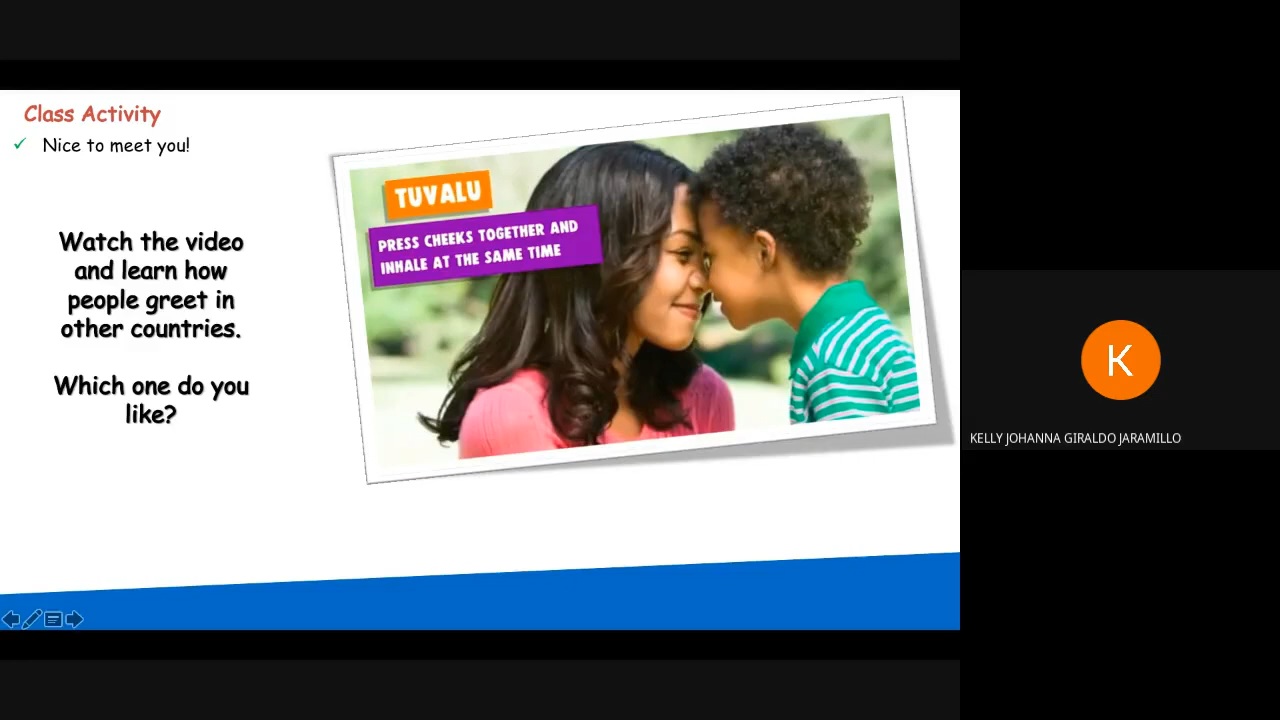 Class Activity
✓ Nice to meet you!
Watch the video
and learn how
people greet in
other countries.
Which one do you
like?
TUVALU
PRESS CHEEKS TOGETHER AND
INHALE AT THE SAME TIME
K
KELLY JOHANNA GIRALDO JARAMILLO